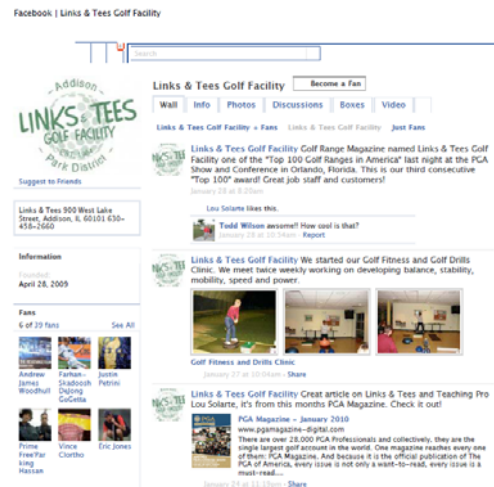 Facebook | Links & Tees Golf Facility
Search
Addison
LINKS & TEES
GOLF FACILITY
Park District
Suggest to Friends
Links & Tees 900 West Lake
Street, Addison, IL 60101 630-
458-2660
Information
Founded:
April 28, 2009
Fans
6 of 39 fans See All
Andrew James Woodhull
Farhan-Skadoosh DeJong GoGetta
Justin Petrini
Prime Free'Far king Hassan
Vince Clortho
Eric Jones
Links & Tees Golf Facility Become a Fan
Wall Info Photos Discussions Boxes Video
Links & Tees Golf Facility + Fans Links & Tees Golf Facility Just Fans
Links & Tees Golf Facility Golf Range Magazine named Links & Tees Golf
Facility one of the "Top 100 Golf Ranges in America" last night at the PGA
Show and Conference in Orlando, Florida. This is our third consecutive
"Top 100" award! Great job staff and customers!
January 28 at 8:20am
Lou Solarte likes this.
Todd Wilson awesome!! How cool is that?
January 28 at 10:34am · Report
Links & Tees Golf Facility We started our Golf Fitness and Golf Drills
Clinic. We meet twice weekly working on developing balance, stability,
mobility, speed and power.
Golf Fitness and Drills Clinic
January 27 at 10:04am · Share
Links & Tees Golf Facility Great article on Links & Tees and Teaching Pro
Lou Solarte, it's from this months PGA Magazine. Check it out!
PGA Magazine - January 2010
www.pgamagazine-digital.com
There are over 28,000 PGA Professionals and collectively, they are the
single largest golf account in the world. One magazine reaches every one
of them: PGA Magazine. And because it is the official publication of The
PGA of America, every issue is not only a want-to-read, every issue is a
must-read....
January 24 at 11:19am · Share